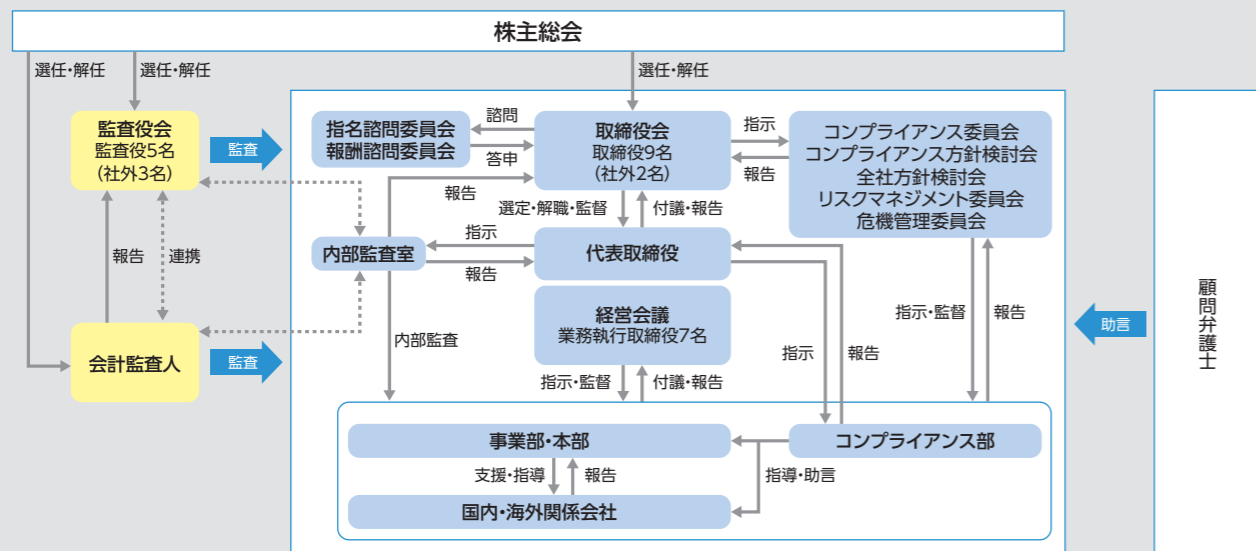 株主総会
選任・解任
選任・解任
選任・解任
監査役会
監査役5名
(社外3名)
監査
指名諮問委員会
報酬諮問委員会
諮問
答申
取締役会
取締役9名
(社外2名)
指示
報告
コンプライアンス委員会
コンプライアンス方針検討会
全社方針検討会
リスクマネジメント委員会
危機管理委員会
報告
選定・解職・監督
付議・報告
内部監査室
指示
報告
代表取締役
報告
連携
経営会議
業務執行取締役7名
指示・監督
報告
助言
顧問弁護士
会計監査人
監査
内部監査
指示
報告
指示・監督
付議・報告
事業部・本部
コンプライアンス部
支援・指導
報告
指導・助言
国内・海外関係会社